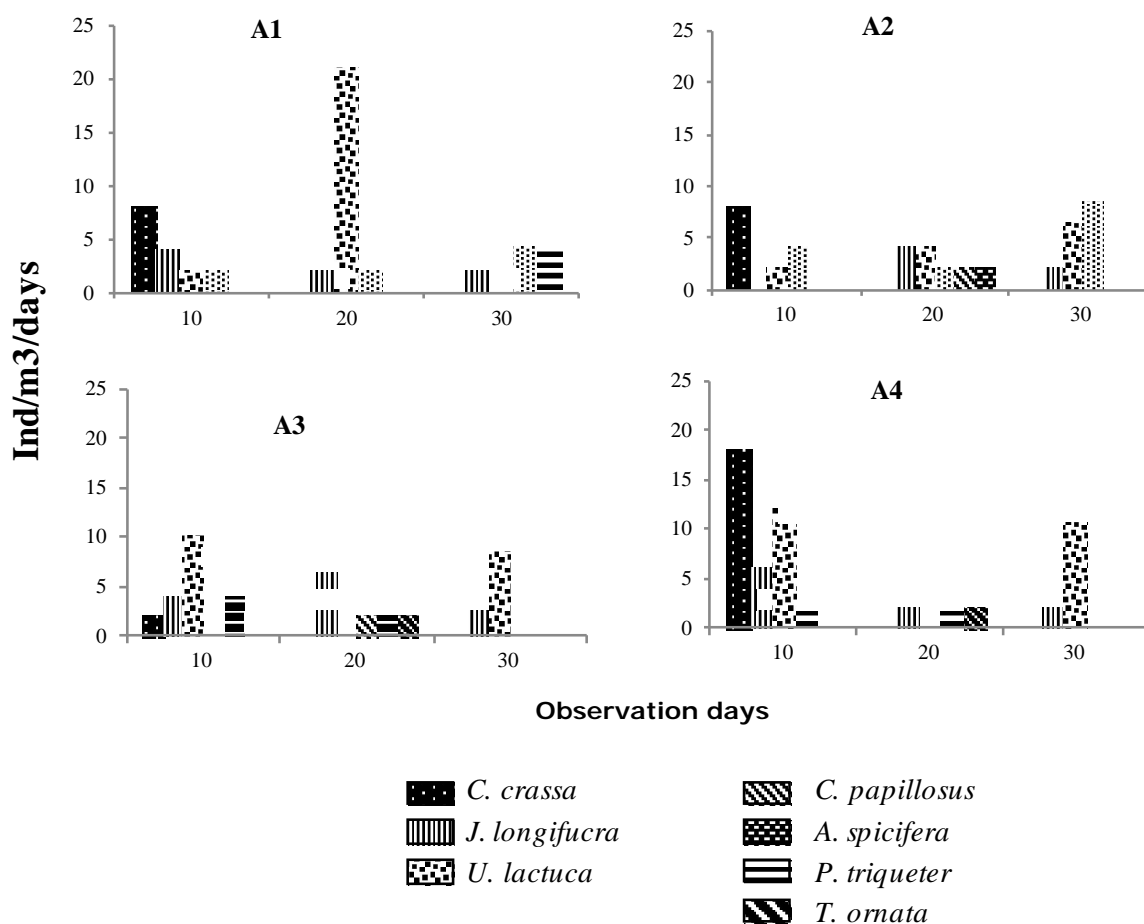 A1
25
20
15
10
5
0
10 20 30
A2
25
20
15
10
5
0
10 20 30
Ind/m3/days
A3
25
20
15
10
5
0
10 20 30
A4
25
20
15
10
5
0
10 20 30
Observation days
C. crassa
J. longifucra
U. lactuca
C. papillosus
A. spicifera
P. triqueter
T. ornata